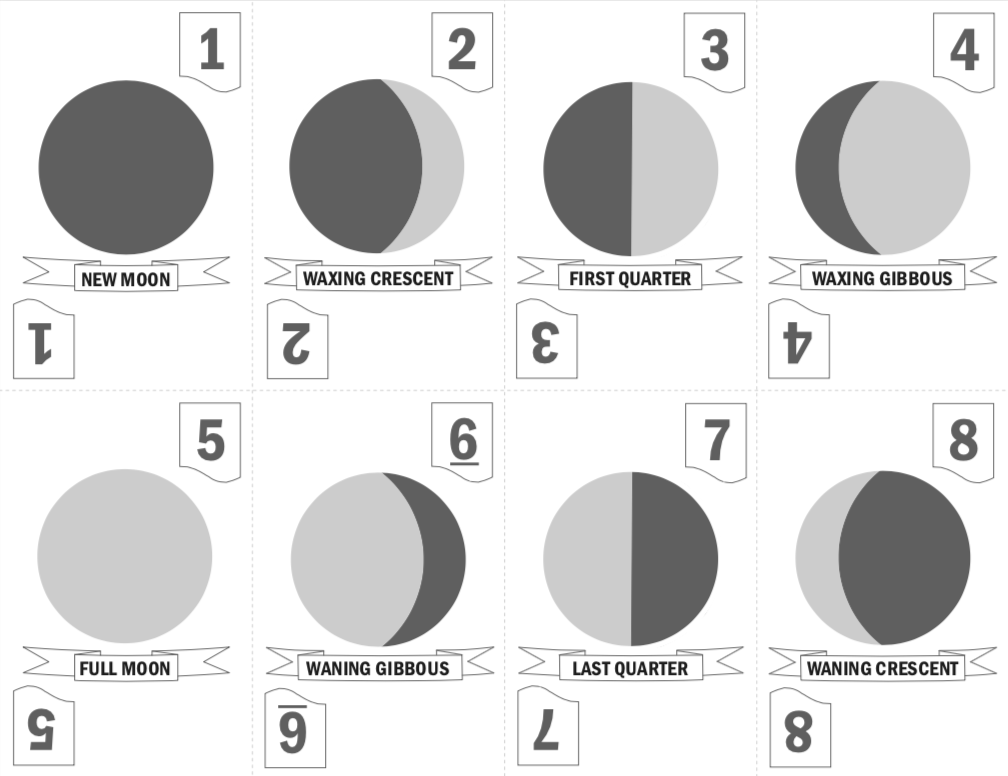 1
NEW MOON
1
2
WAXING CRESCENT
2
3
FIRST QUARTER
3
4
WAXING GIBBOUS
4
5
FULL MOON
5
6
WANING GIBBOUS
6
7
LAST QUARTER
7
8
WANING CRESCENT
8